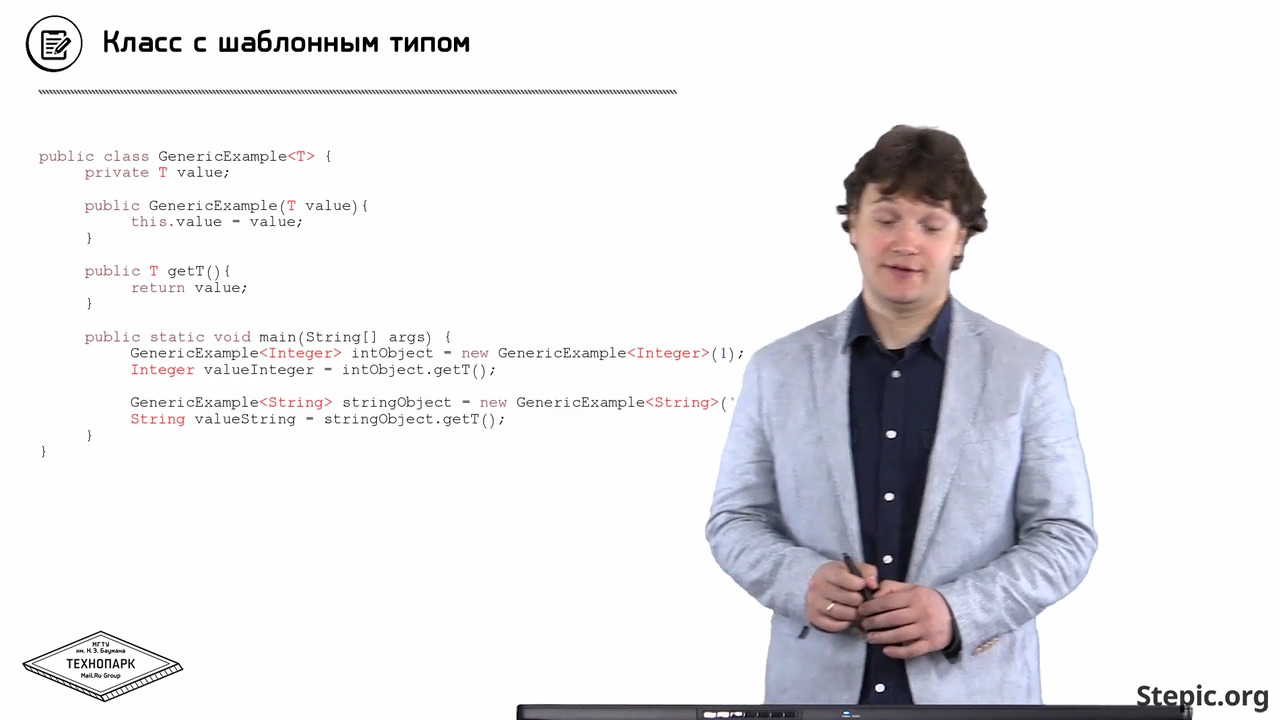 Класс с шаблонным типом
public class GenericExample<T> {
private T value;
public GenericExample(T value){
this.value = value;
}
public T getT(){
return value;
}
public static void main(String[] args) {
GenericExample<Integer> intObject = new GenericExample<Integer>(1);
Integer valueInteger = intObject.getT();
GenericExample<String> stringObject = new GenericExample<String>("
String valueString = stringObject.getT();
}
}
МГТУ
им. Н.Э. Баумана
ТЕХНОПАРК
Mail.Ru Group
Stepic.org